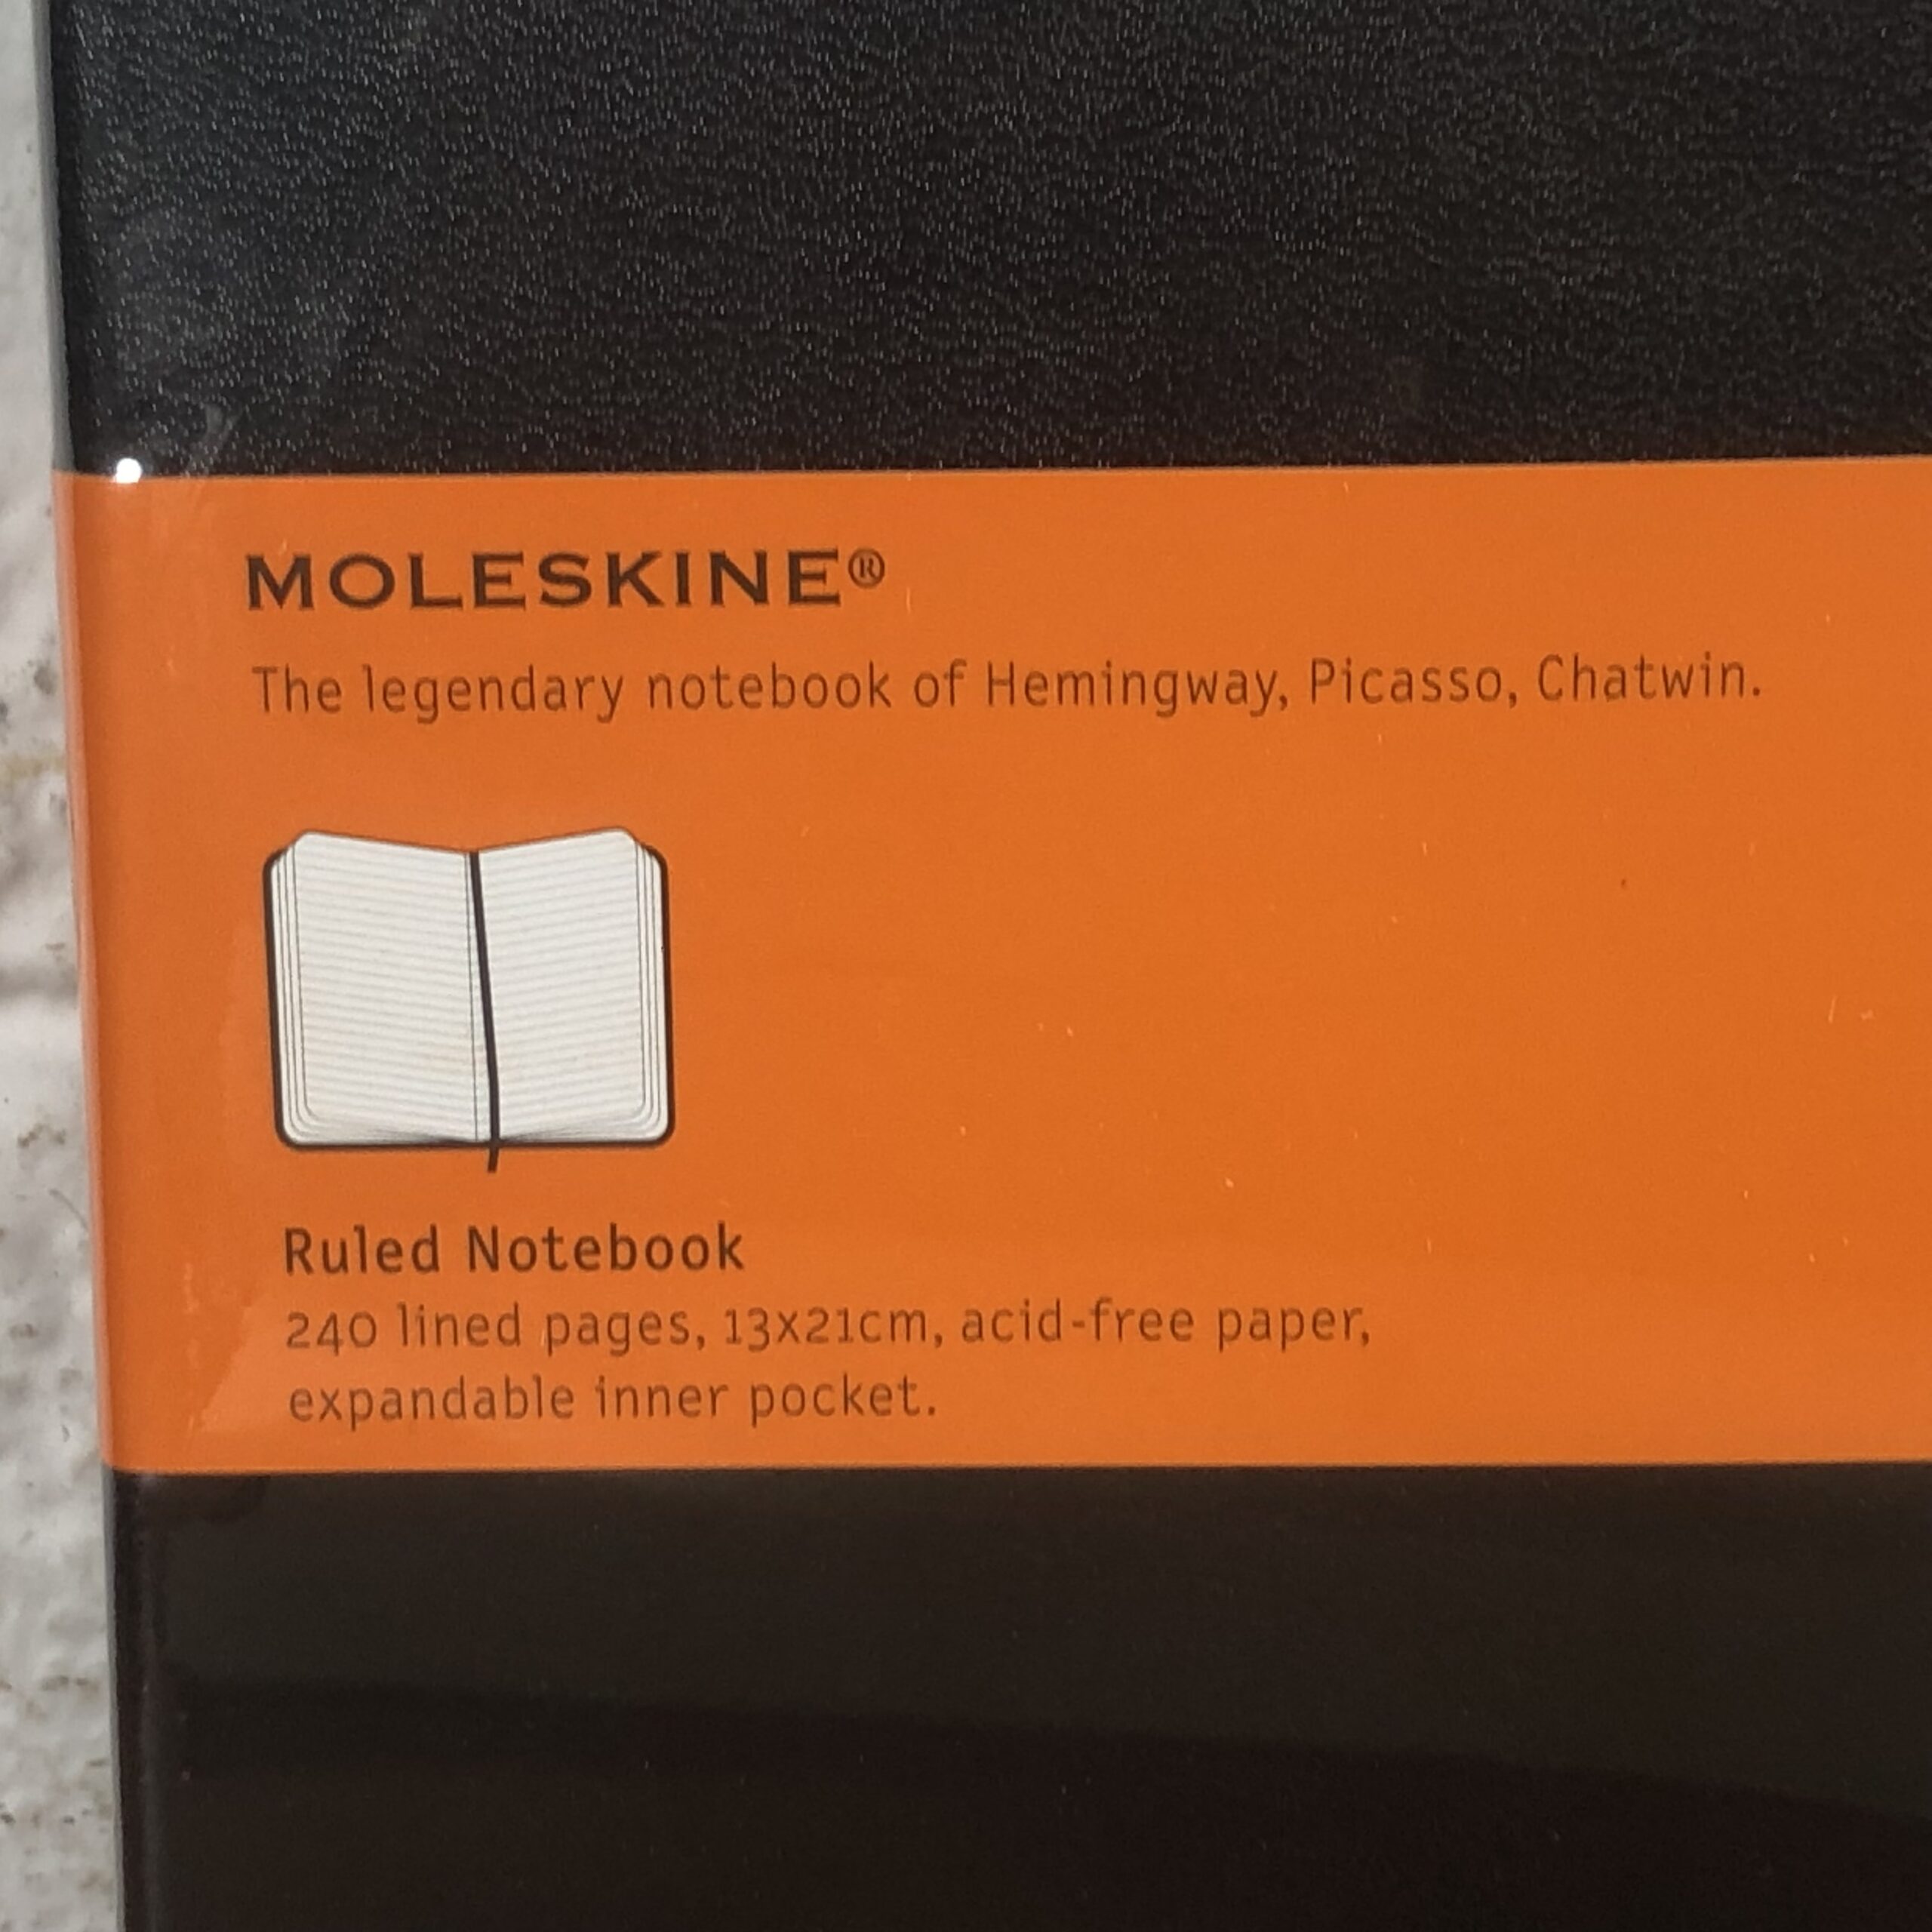 MOLESKINE®
The legendary notebook of Hemingway, Picasso, Chatwin.
Ruled Notebook
240 lined pages, 13x21cm, acid-free paper,
expandable inner pocket.